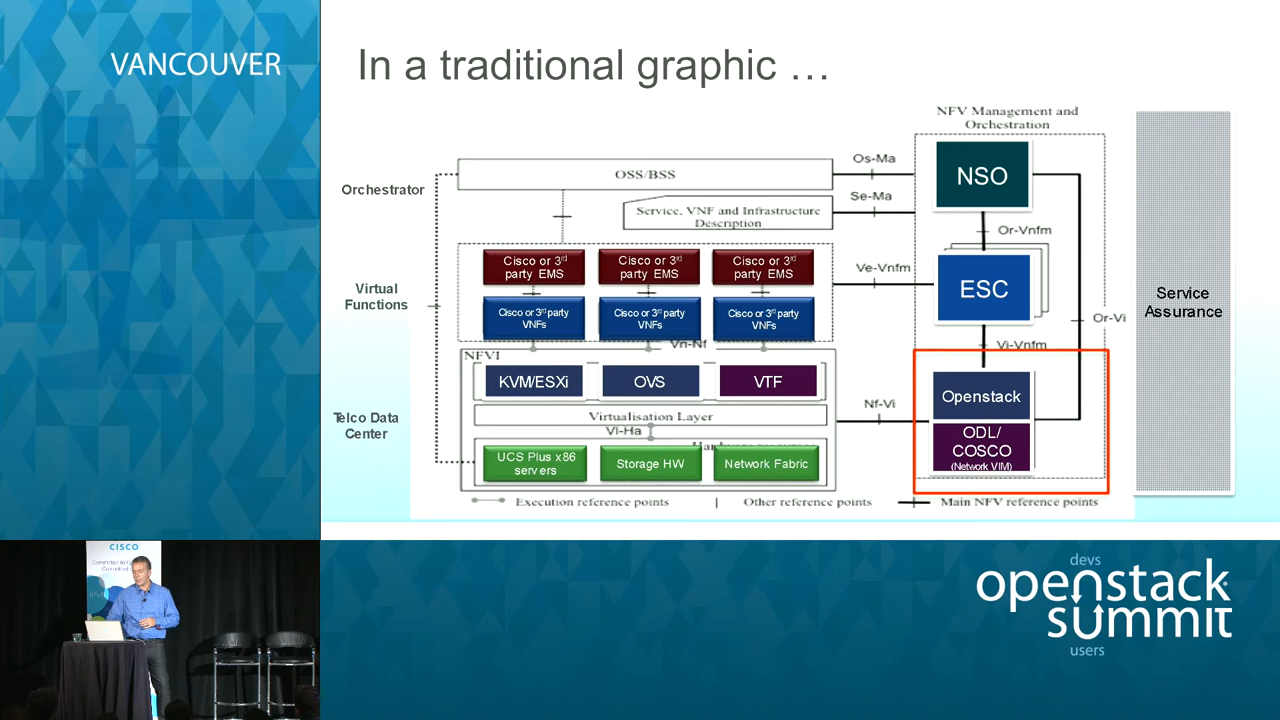 VANCOUVER
In a traditional graphic …
NFV Management and
Orchestration
Orchestrator
OSS/BSS
Os-Ma
NSO
Service, VNF and Infrastructure
Description
Se-Ma
Or-Vnfm
Virtual
Functions
Cisco or 3rd
party EMS
Cisco or 3rd
party EMS
Cisco or 3rd
party EMS
Ve-Vnfm
ESC
Service
Assurance
Cisco or 3rd party
VNFs
Cisco or 3rd party
VNFs
Cisco or 3rd party
VNFs
Or-Vi
Vn-Nf
Vi-Vnfm
NFVI
KVM/ESXi
OVS
VTF
Telco Data
Center
Virtualisation Layer
Nf-Vi
Openstack
Vl-Ha
ODL/
COSCO
(Network VIM)
UCS Plus x86
servers
Storage HW
Network Fabric
Execution reference points
Other reference points
Main NFV reference points
CISCO
devs
openstack
summit
users